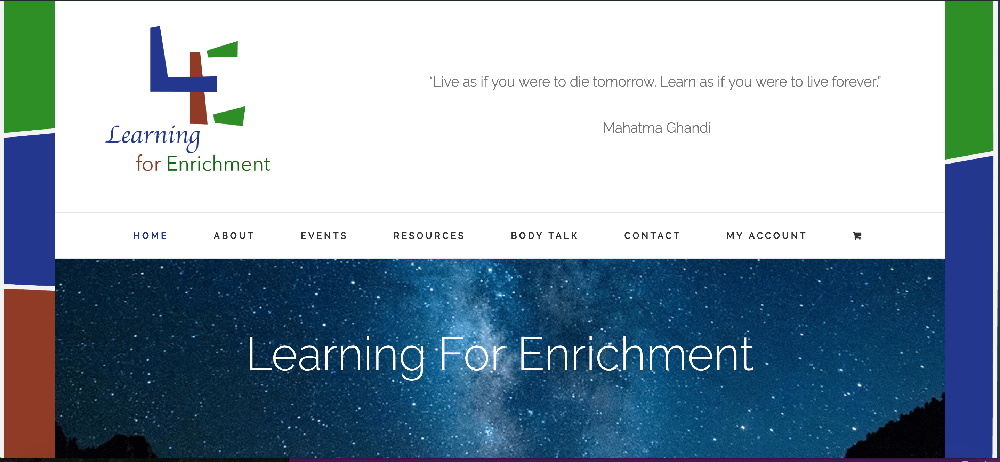 Learning
for Enrichment
“Live as if you were to die tomorrow. Learn as if you were to live forever.”
Mahatma Ghandi
HOME ABOUT EVENTS RESOURCES BODY TALK CONTACT MY ACCOUNT
Learning For Enrichment